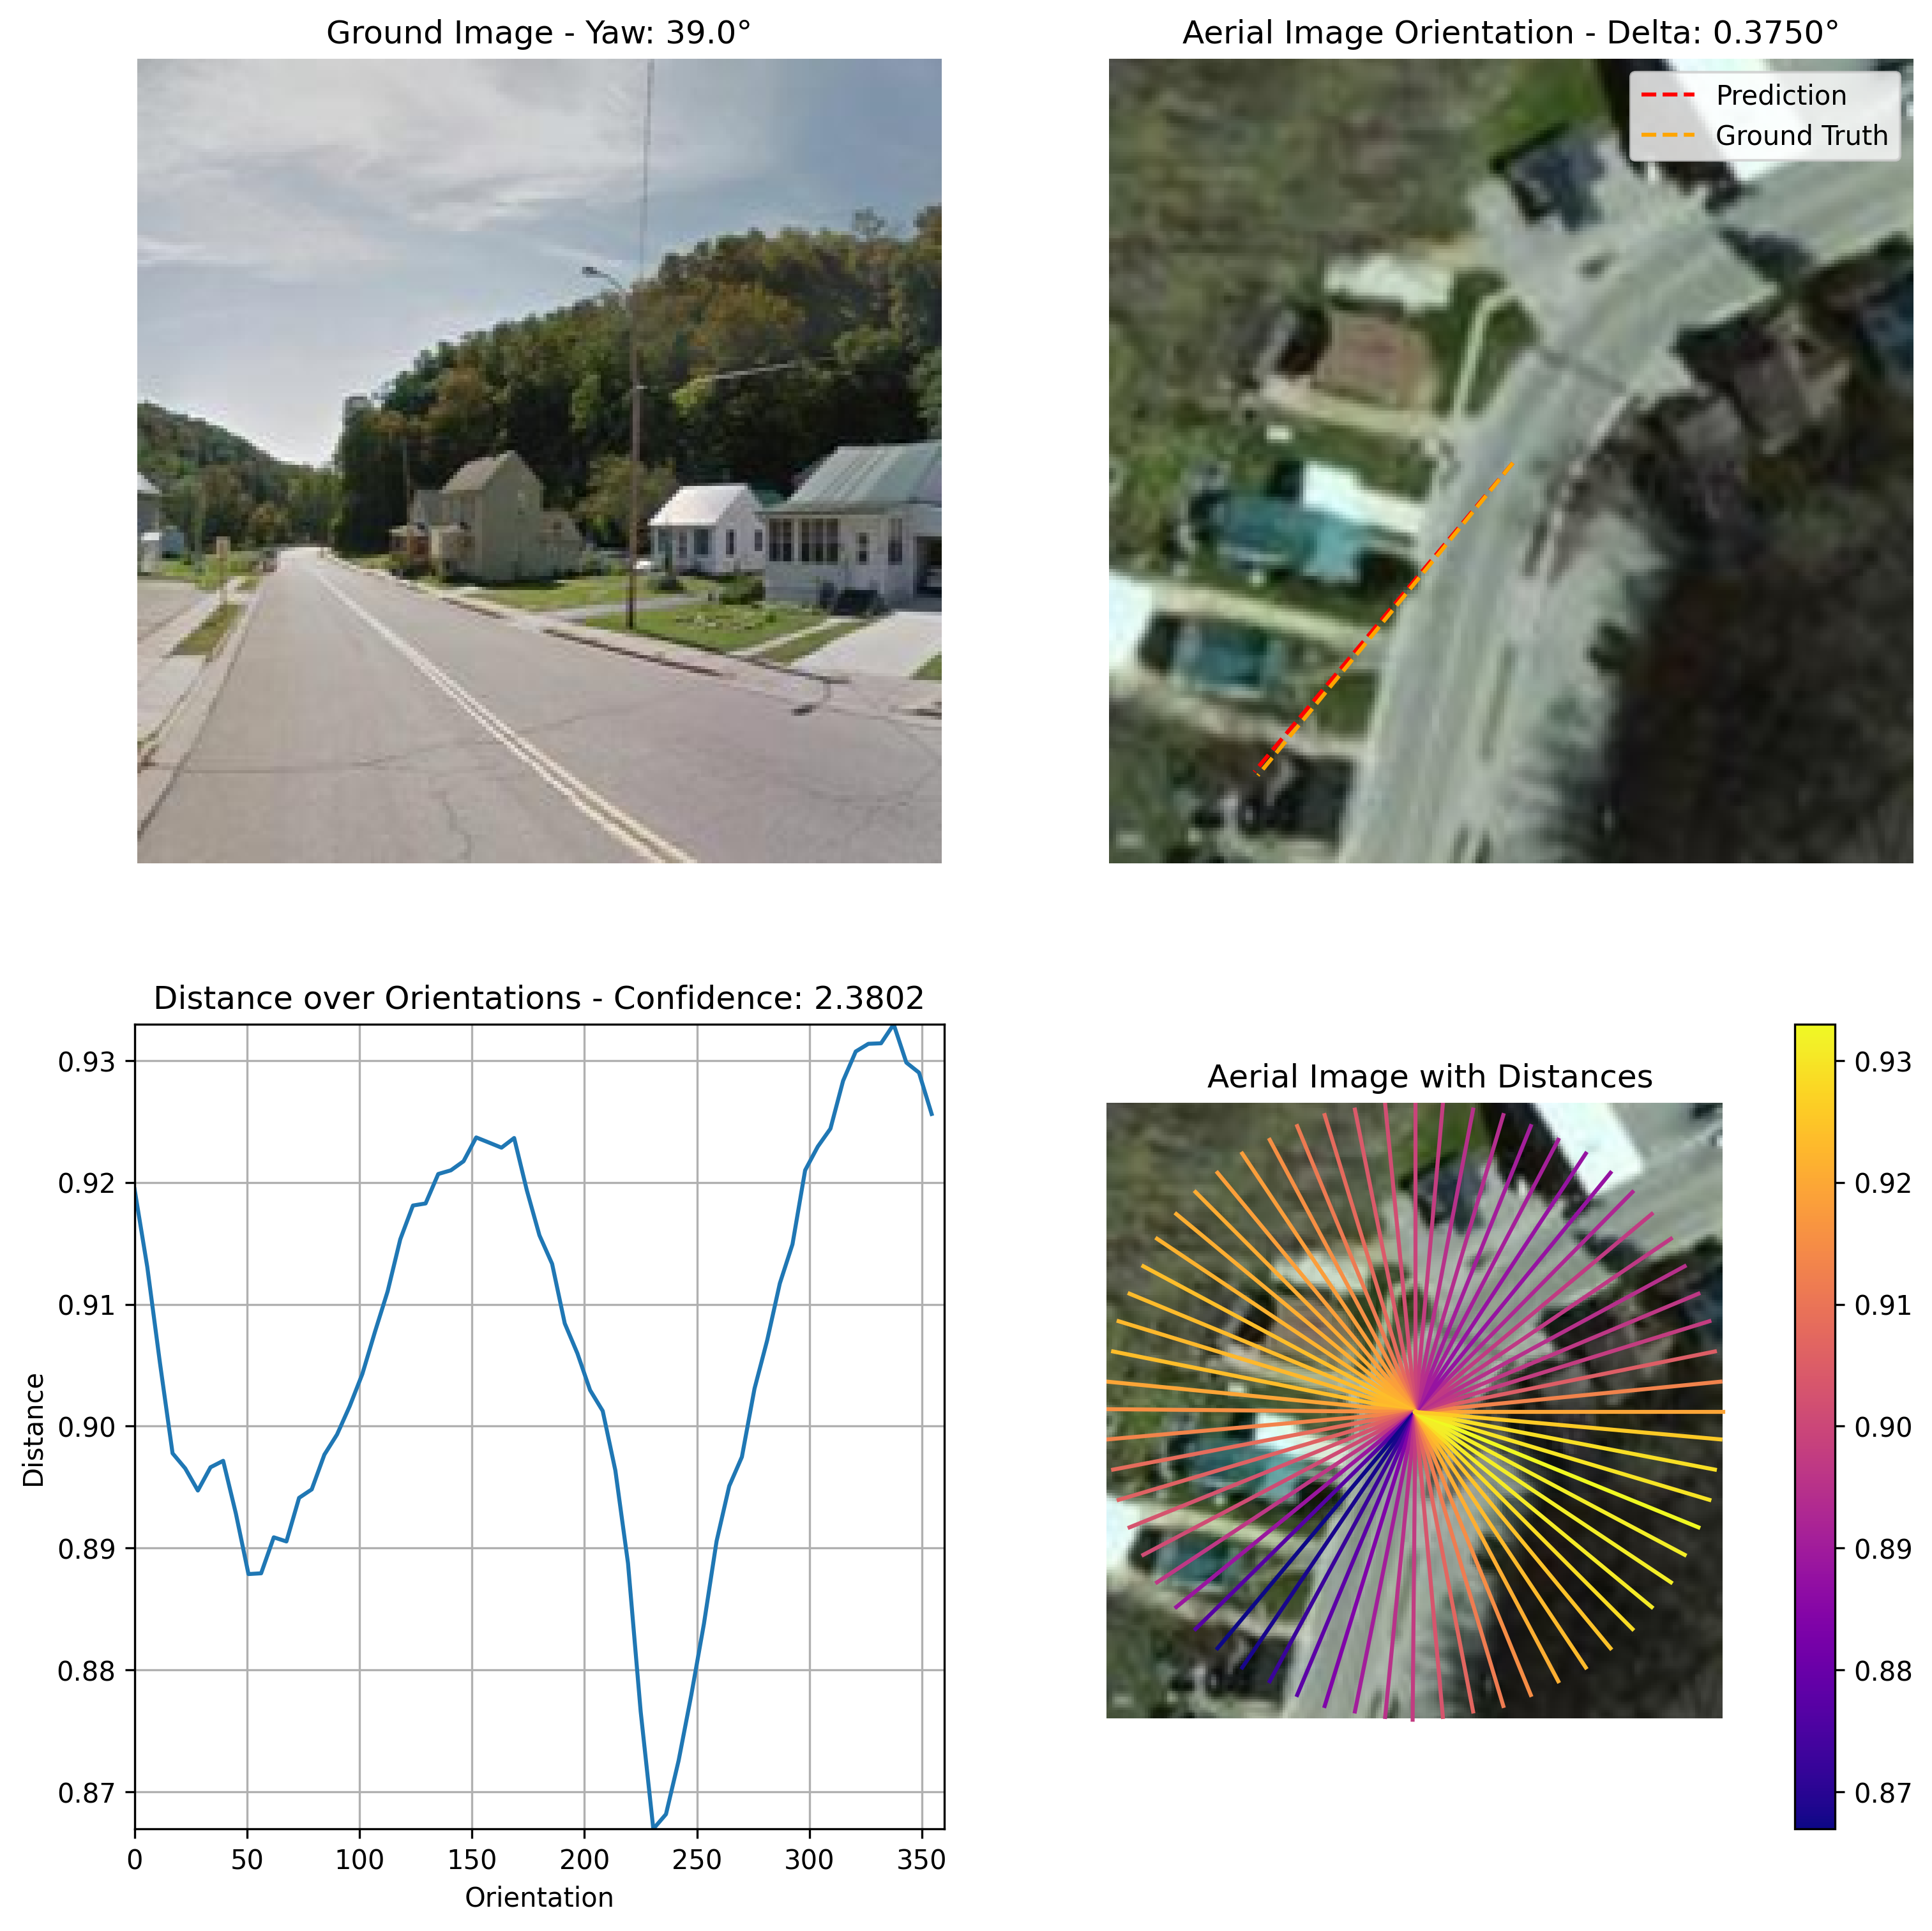 Ground Image - Yaw: 39.0°
Aerial Image Orientation - Delta: 0.3750°
Prediction
Ground Truth
Distance over Orientations - Confidence: 2.3802
0.93
0.92
0.91
0.90
0.89
0.88
0.87
Distance
0
50
100
150
200
250
300
350
Orientation
Aerial Image with Distances
0.93
0.92
0.91
0.90
0.89
0.88
0.87